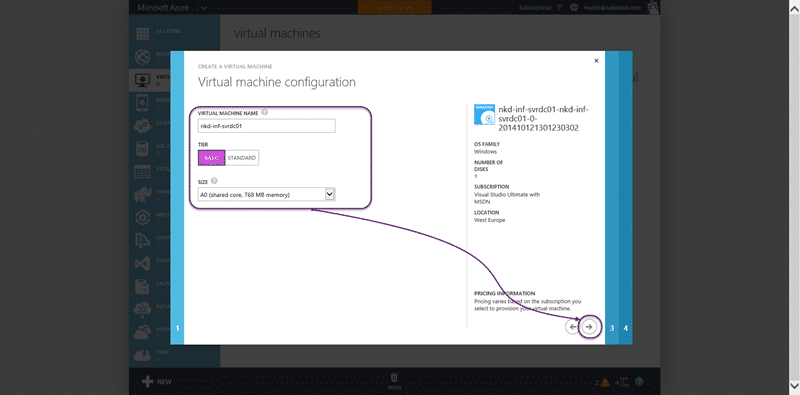 Microsoft Azure
Subscriptions
ALL ITEMS
virtual machines
CREATE A VIRTUAL MACHINE
Virtual machine configuration
VIRTUAL MACHINE NAME
nkd-inf-svrdc01
TIER
BASIC
STANDARD
SIZE
A0 (shared core, 768 MB memory)
nkd-inf-svrdc01-nkd-inf-
svrdc01-0-
201410121301230302
OS FAMILY
Windows
NUMBER OF
DISKS
1
SUBSCRIPTION
Visual Studio Ultimate with
MSDN
LOCATION
West Europe
PRICING INFORMATION
Pricing varies based on the subscription you
select to provision your virtual machine.
1
3
4
NEW
DELETE